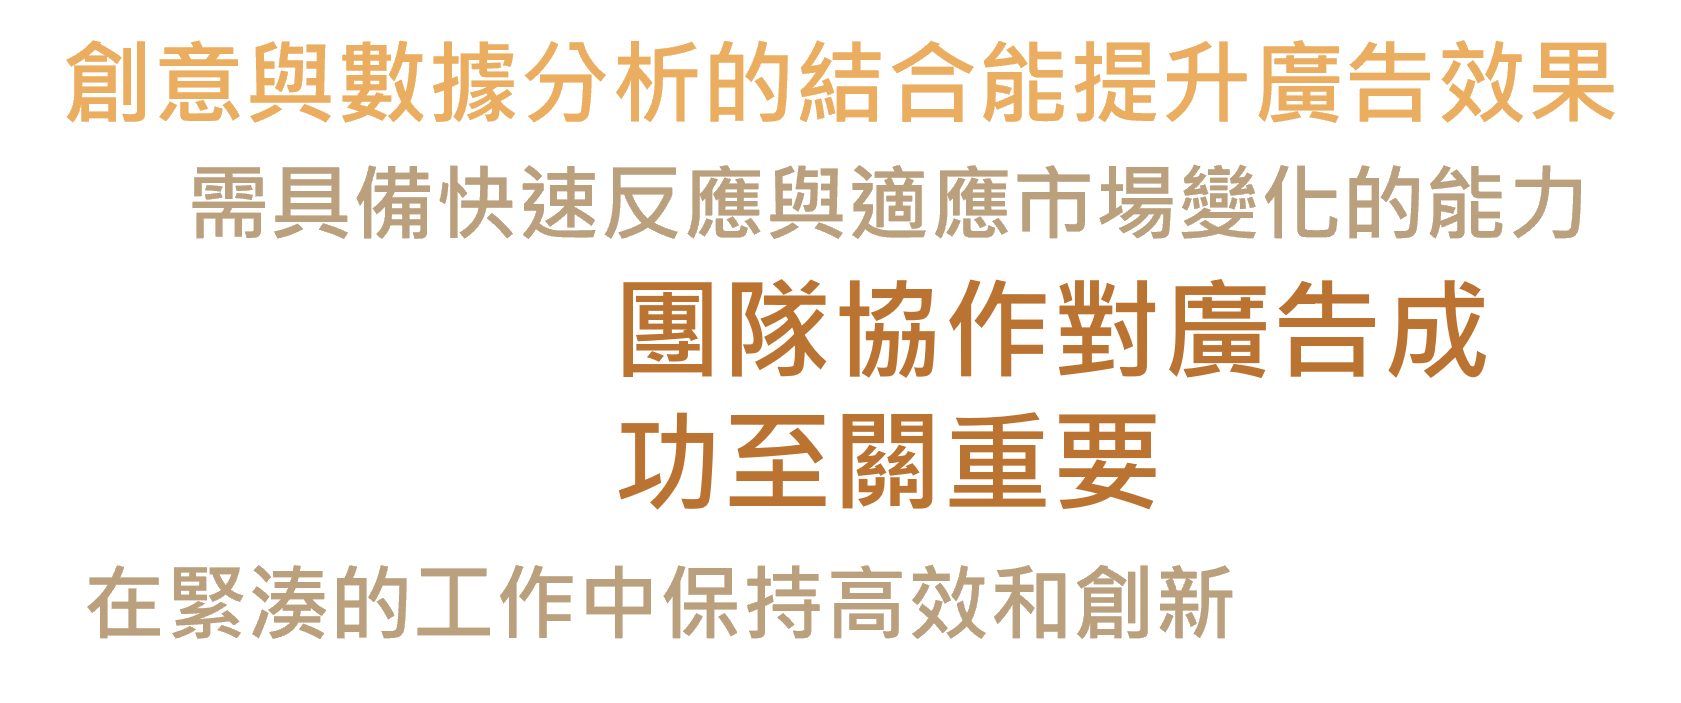 創意與數據分析的結合能提升廣告效果
需具備快速反應與適應市場變化的能力
團隊協作對廣告成
功至關重要
在緊湊的工作中保持高效和創新